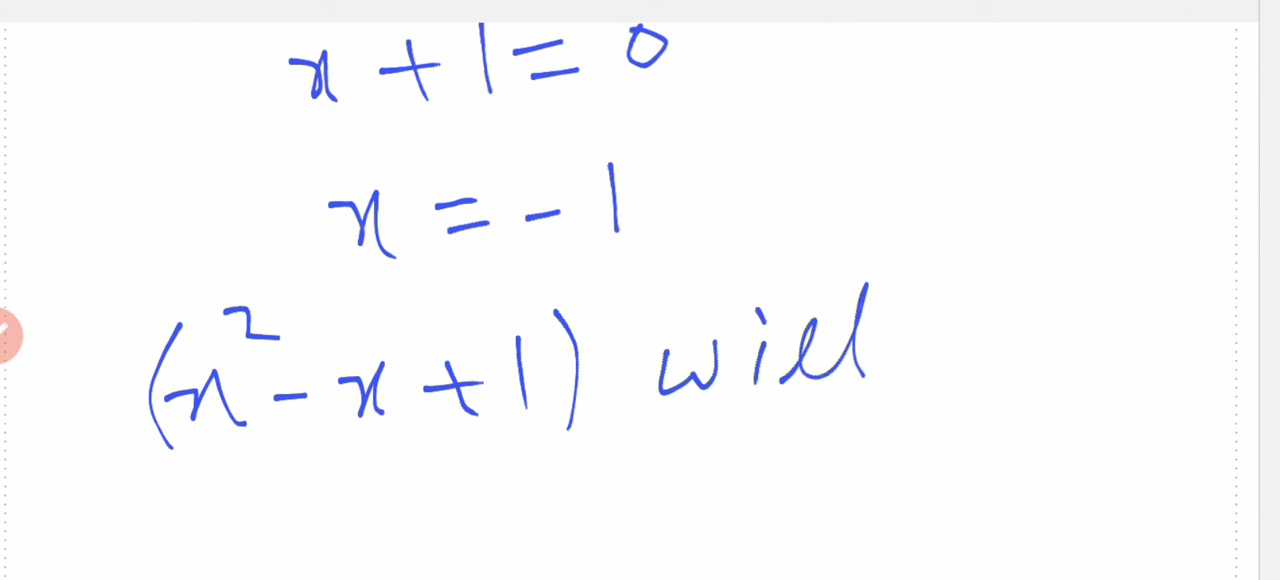 x + 1 = 0
x = - 1
(x² - x + 1) will